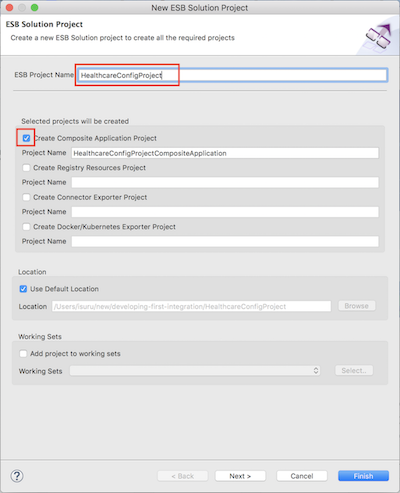 New ESB Solution Project
ESB Solution Project
Create a new ESB Solution project to create all the required projects
ESB Project Name HealthcareConfigProject
Selected projects will be created
Create Composite Application Project
Project Name HealthcareConfigProjectCompositeApplication
Create Registry Resources Project
Project Name
Create Connector Exporter Project
Project Name
Create Docker/Kubernetes Exporter Project
Project Name
Location
Use Default Location
Location /Users/isuru/new/developing-first-integration/HealthcareConfigProject Browse
Working Sets
Add project to working sets
Working Sets Select..
? < Back Next > Cancel Finish